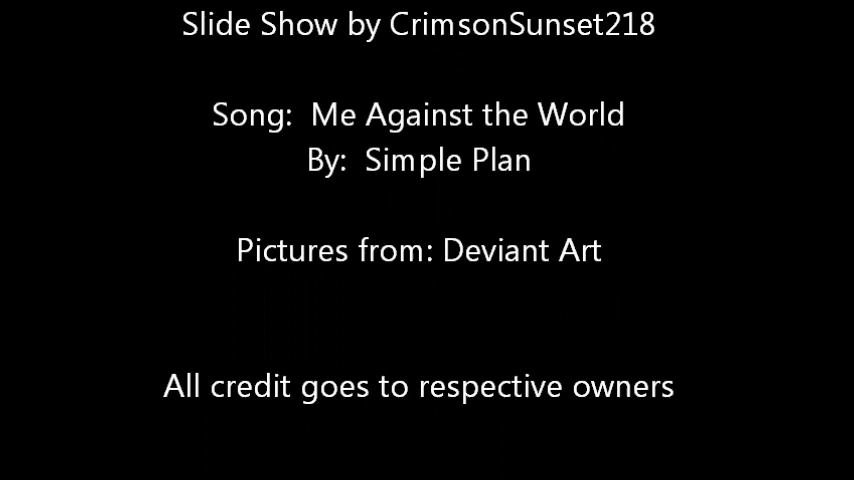 Slide Show by CrimsonSunset218
Song:  Me Against the World
By:  Simple Plan
Pictures from: Deviant Art
All credit goes to respective owners